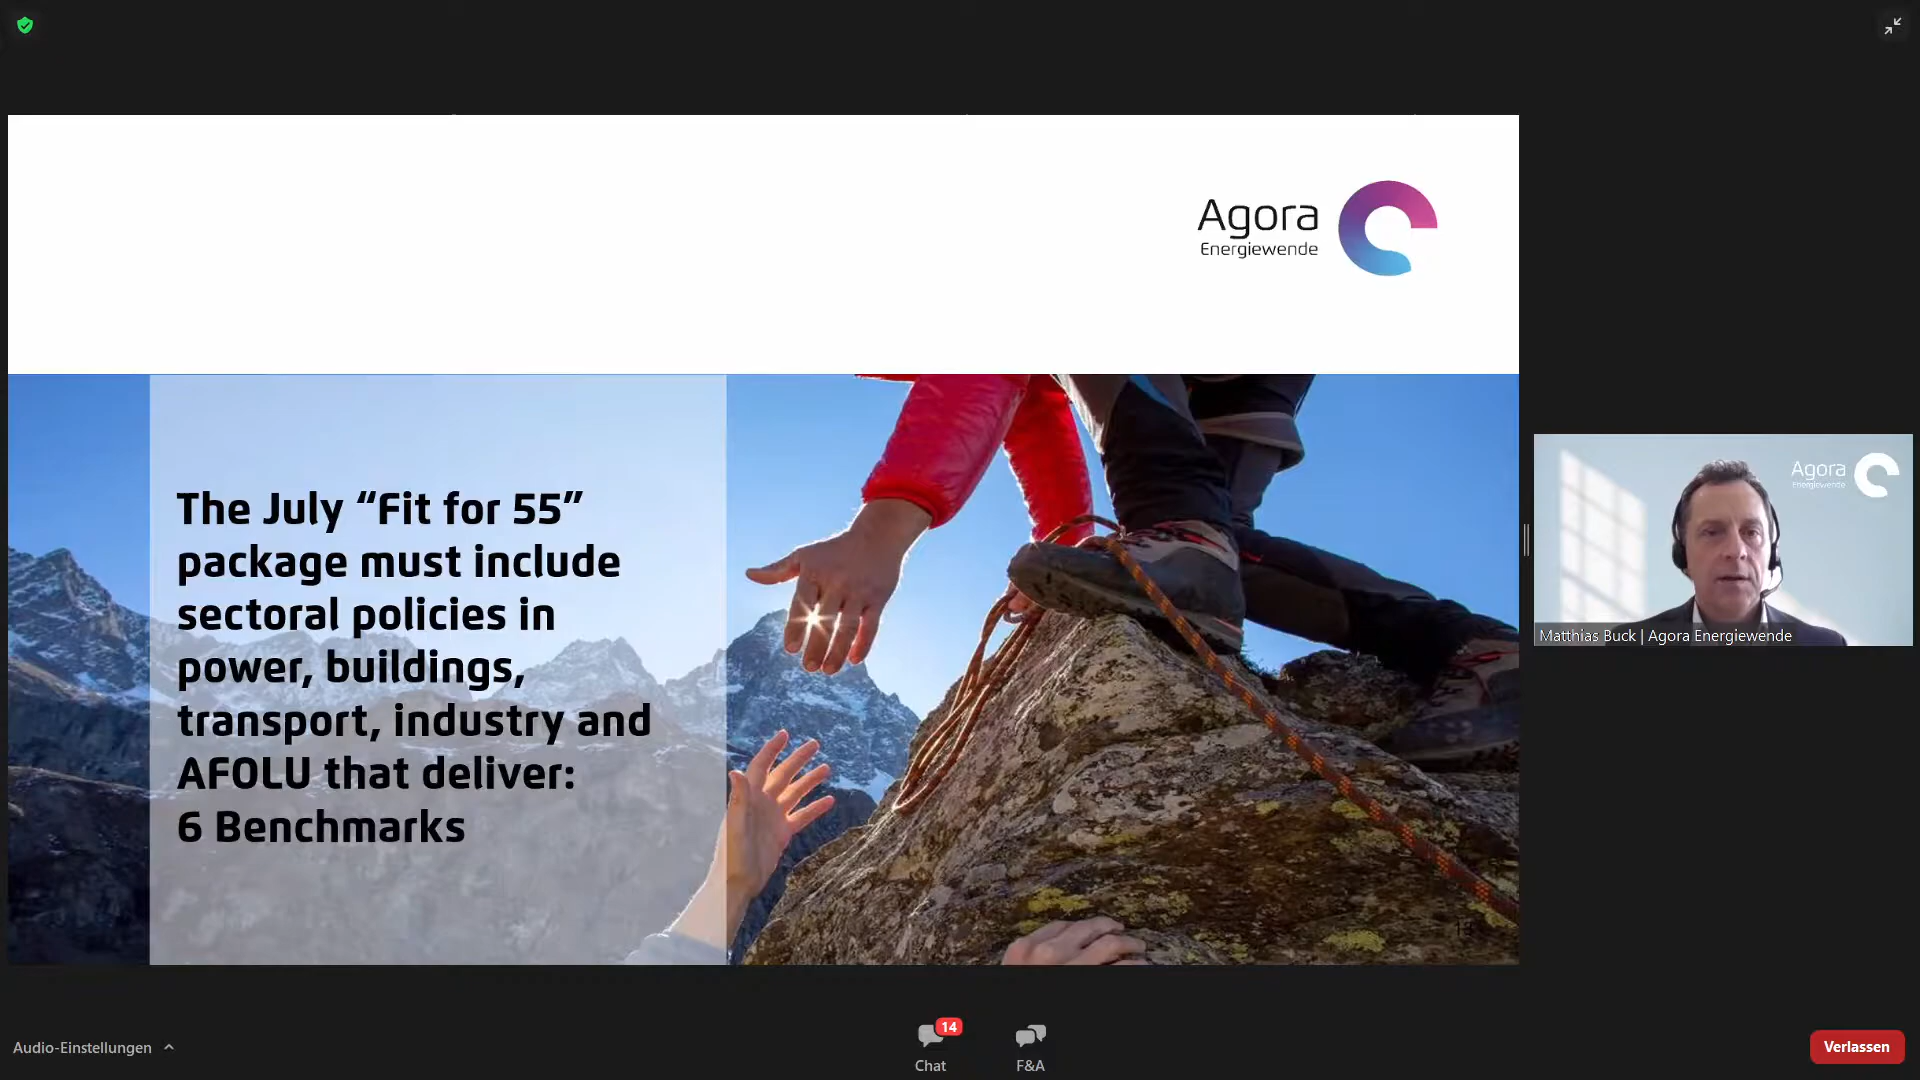 Agora
Energiewende
The July “Fit for 55”
package must include
sectoral policies in
power, buildings,
transport, industry and
AFOLU that deliver:
6 Benchmarks
Agora
Energiewende
Matthias Buck | Agora Energiewende
Audio-Einstellungen
14
Chat
F&A
Verlassen